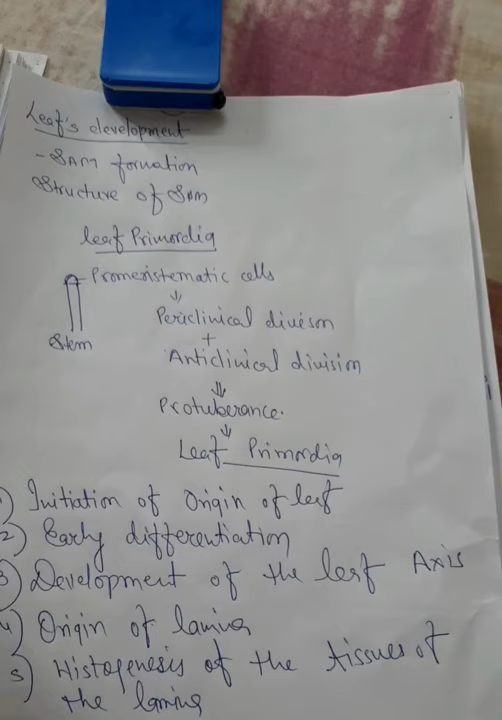 Leaf's development
- SAM formation
Structure of SAM
leaf Primordia
Promeristematic cells
⇓
Stem
Periclinical divison
+
Anticlinical division
⇓
Protuberance.
⇓
Leaf Primordia
1) Initiation of Origin of leaf
2) Early differentiation
3) Development of the leaf Axis
4) Origin of lamina
5) Histogenesis of the tissues of
the lamina